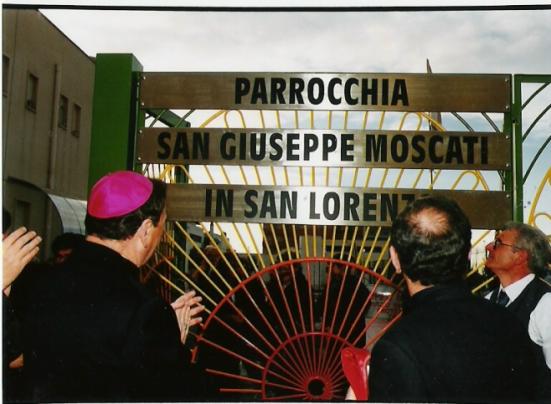 PARROCCHIA
SAN GIUSEPPE MOSCATI
IN SAN LORENZ